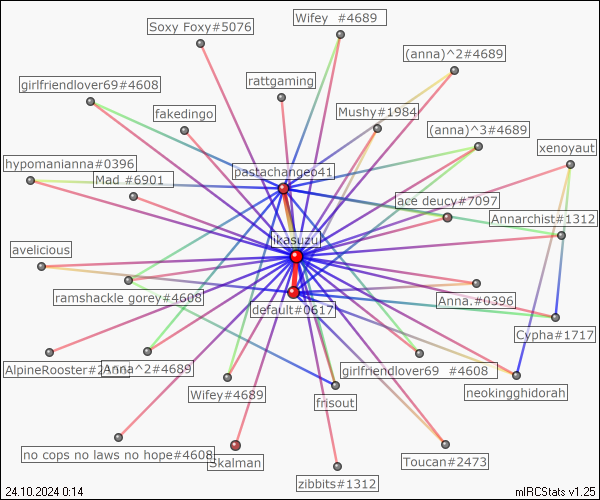 Wifey  #4689
Soxy Foxy#5076
(anna)^2#4689
rattgaming
girlfriendlover69#4608
fakedingo
Mushy#1984
(anna)^3#4689
xenoyaut
hypomanianna#0396
pastachangeo41
Mad #6901
ace deucy#7097
Annarchist#1312
likasuzu
avelicious
ramshackle gorey#4608
default#0617
Anna.#0396
Cypha#1717
AlpineRooster#2
Anna^2#4689
girlfriendlover69  #4608
Wifey#4689
frisout
neokingghidorah
no cops no laws no hope#4608
Skalman
Toucan#2473
zibbits#1312
24.10.2024 0:14
mIRCStats v1.25